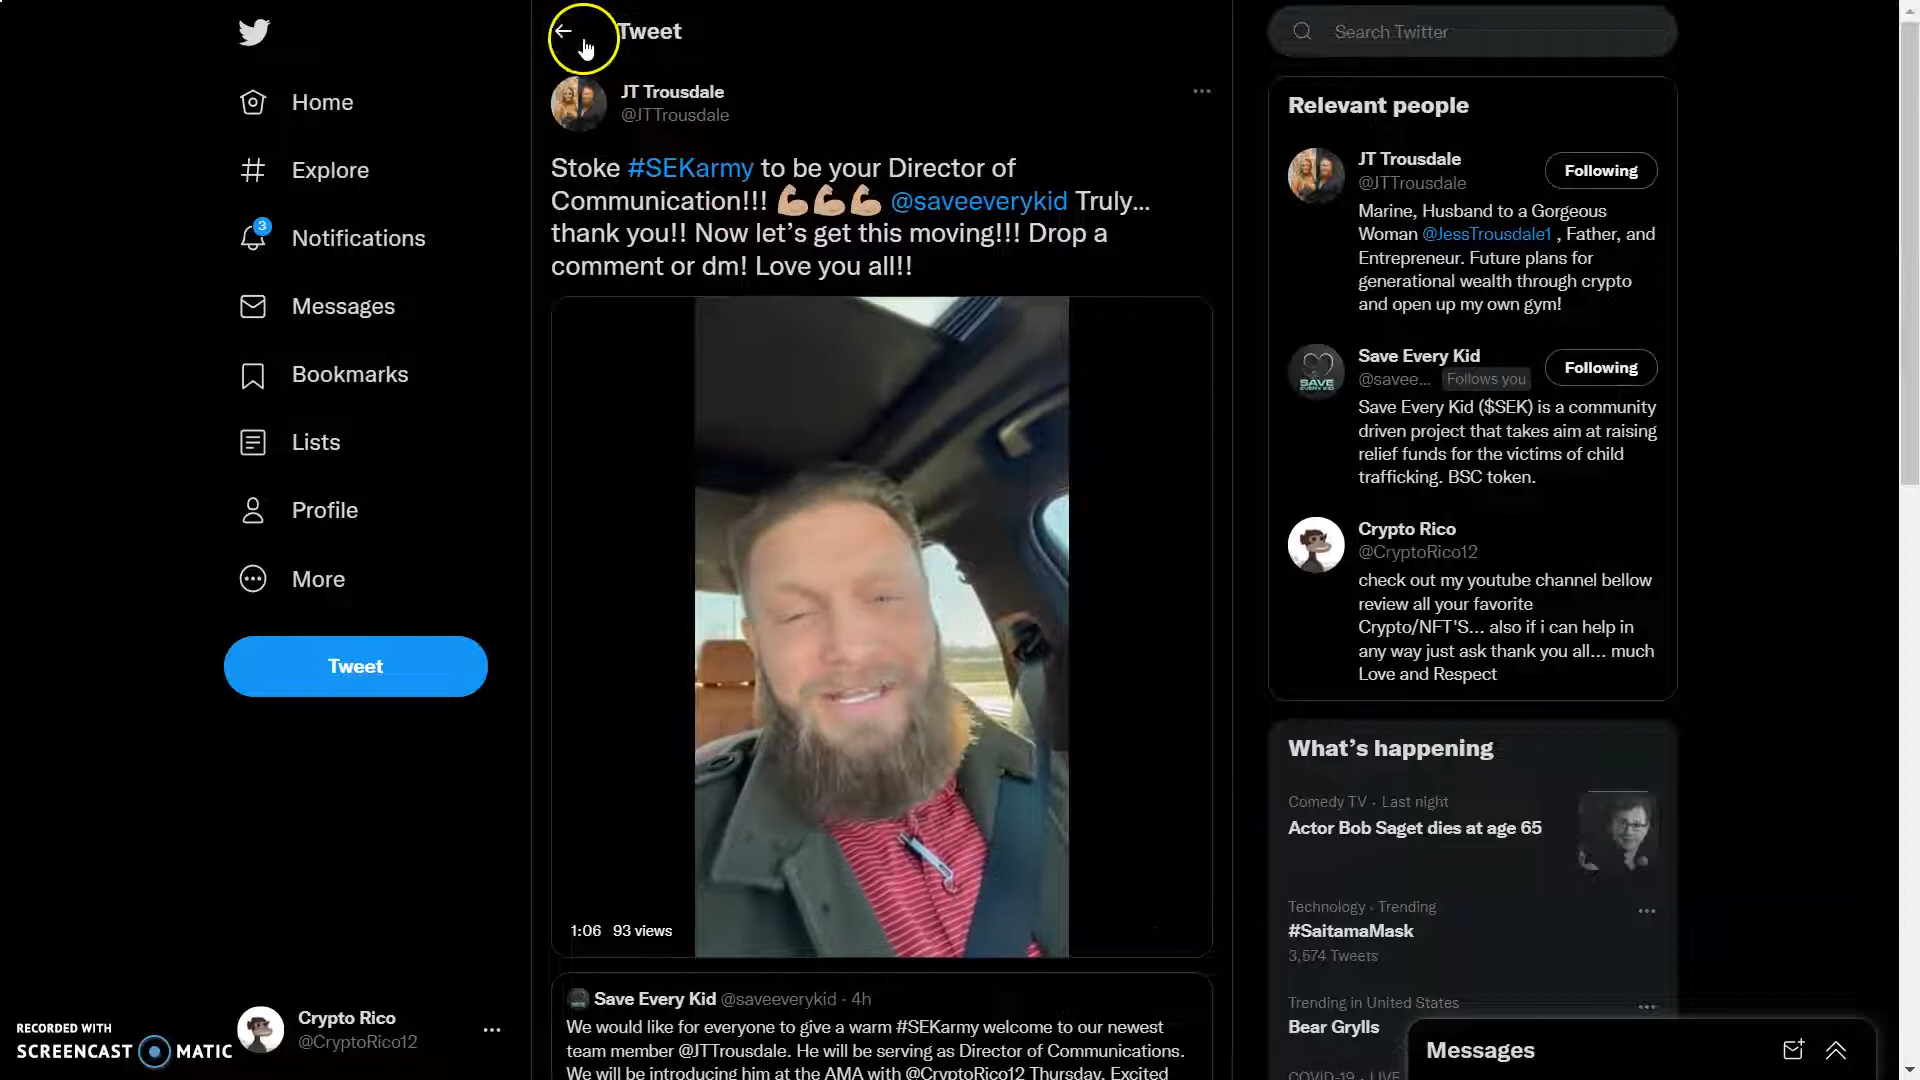 Home
Explore
3
Notifications
Messages
Bookmarks
Lists
Profile
More
Tweet
Crypto Rico
@CryptoRico12
RECORDED WITH
SCREENCAST MATIC
Tweet
JT Trousdale
@JTTrousdale
Stoke #SEKarmy to be your Director of
Communication!!! 💪🏼💪🏼💪🏼 @saveeverykid Truly...
thank you!! Now let’s get this moving!!! Drop a
comment or dm! Love you all!!
1:06 93 views
Save Every Kid @saveeverykid · 4h
We would like for everyone to give a warm #SEKarmy welcome to our newest
team member @JTTrousdale. He will be serving as Director of Communications.
We will be introducing him at the AMA with @CryptoRico12 Thursday. Excited
Search Twitter
Relevant people
JT Trousdale
@JTTrousdale
Following
Marine, Husband to a Gorgeous
Woman @JessTrousdale1 , Father, and
Entrepreneur. Future plans for
generational wealth through crypto
and open up my own gym!
Save Every Kid
@savee... Follows you
Following
Save Every Kid ($SEK) is a community
driven project that takes aim at raising
relief funds for the victims of child
trafficking. BSC token.
Crypto Rico
@CryptoRico12
check out my youtube channel bellow
review all your favorite
Crypto/NFT'S... also if i can help in
any way just ask thank you all... much
Love and Respect
What’s happening
Comedy TV · Last night
Actor Bob Saget dies at age 65
Technology · Trending
#SaitamaMask
3,574 Tweets
Trending in United States
Bear Grylls
COVID-19 · LIVE
Messages